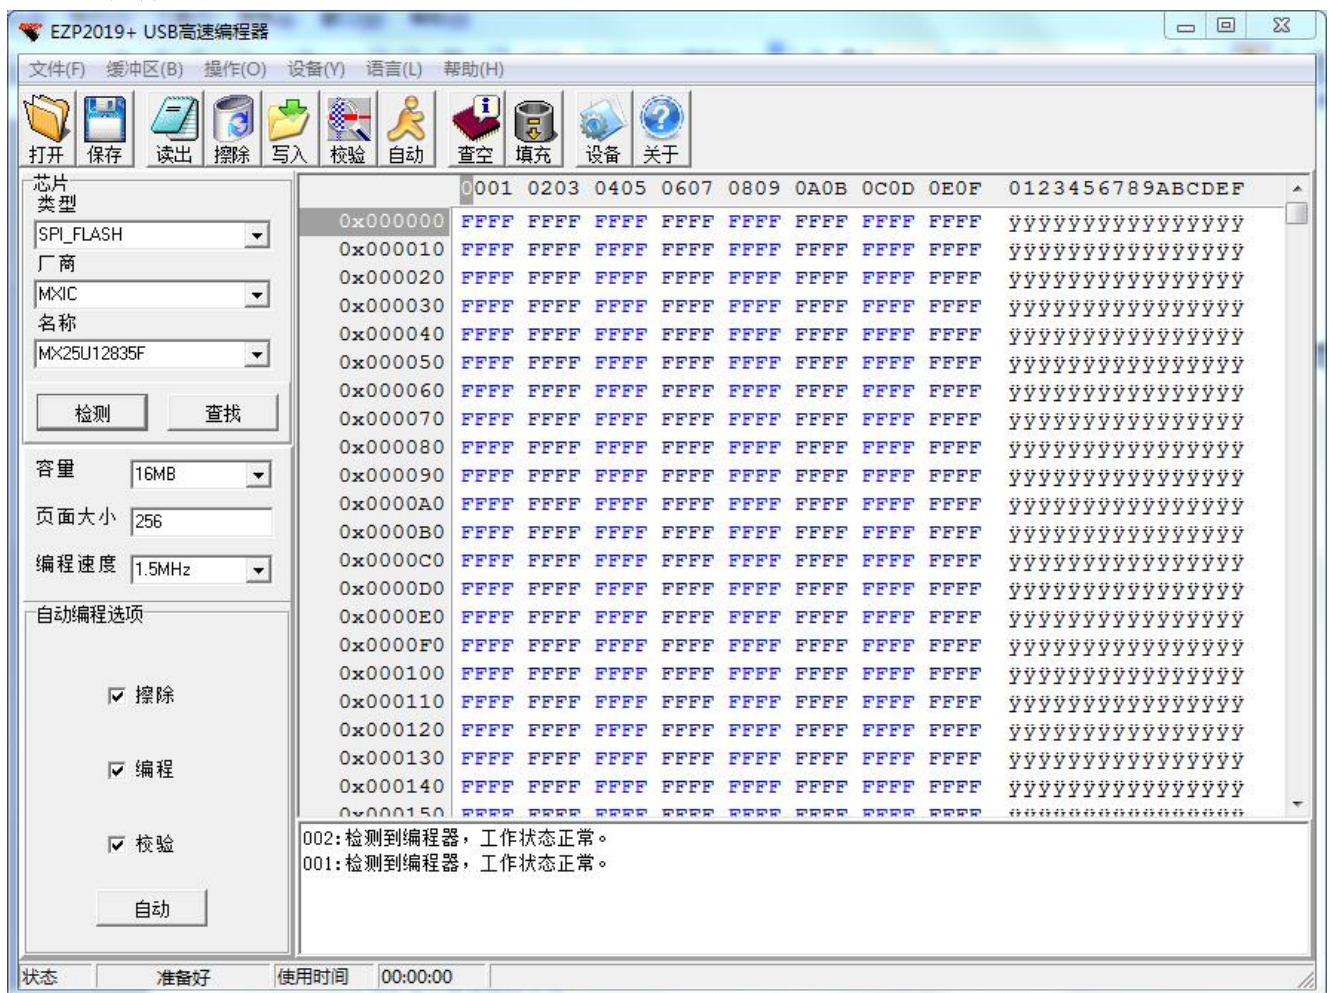 EZP2019+ USB高速编程器
文件(F) 缓冲区(B) 操作(O) 设备(Y) 语言(L) 帮助(H)
打开 保存 读出 擦除 写入 校验 自动 查空 填充 设备 关于
芯片
类型
SPI_FLASH
厂商
MXIC
名称
MX25U12835F
检测 查找
容量 16MB
页面大小 256
编程速度 1.5MHz
自动编程选项
擦除
编程
校验
自动
0001 0203 0405 0607 0809 0A0B 0C0D 0E0F 0123456789ABCDEF
0x000000 FFFF FFFF FFFF FFFF FFFF FFFF FFFF FFFF ÿÿÿÿÿÿÿÿÿÿÿÿÿÿÿÿ
0x000010 FFFF FFFF FFFF FFFF FFFF FFFF FFFF FFFF ÿÿÿÿÿÿÿÿÿÿÿÿÿÿÿÿ
0x000020 FFFF FFFF FFFF FFFF FFFF FFFF FFFF FFFF ÿÿÿÿÿÿÿÿÿÿÿÿÿÿÿÿ
0x000030 FFFF FFFF FFFF FFFF FFFF FFFF FFFF FFFF ÿÿÿÿÿÿÿÿÿÿÿÿÿÿÿÿ
0x000040 FFFF FFFF FFFF FFFF FFFF FFFF FFFF FFFF ÿÿÿÿÿÿÿÿÿÿÿÿÿÿÿÿ
0x000050 FFFF FFFF FFFF FFFF FFFF FFFF FFFF FFFF ÿÿÿÿÿÿÿÿÿÿÿÿÿÿÿÿ
0x000060 FFFF FFFF FFFF FFFF FFFF FFFF FFFF FFFF ÿÿÿÿÿÿÿÿÿÿÿÿÿÿÿÿ
0x000070 FFFF FFFF FFFF FFFF FFFF FFFF FFFF FFFF ÿÿÿÿÿÿÿÿÿÿÿÿÿÿÿÿ
0x000080 FFFF FFFF FFFF FFFF FFFF FFFF FFFF FFFF ÿÿÿÿÿÿÿÿÿÿÿÿÿÿÿÿ
0x000090 FFFF FFFF FFFF FFFF FFFF FFFF FFFF FFFF ÿÿÿÿÿÿÿÿÿÿÿÿÿÿÿÿ
0x0000A0 FFFF FFFF FFFF FFFF FFFF FFFF FFFF FFFF ÿÿÿÿÿÿÿÿÿÿÿÿÿÿÿÿ
0x0000B0 FFFF FFFF FFFF FFFF FFFF FFFF FFFF FFFF ÿÿÿÿÿÿÿÿÿÿÿÿÿÿÿÿ
0x0000C0 FFFF FFFF FFFF FFFF FFFF FFFF FFFF FFFF ÿÿÿÿÿÿÿÿÿÿÿÿÿÿÿÿ
0x0000D0 FFFF FFFF FFFF FFFF FFFF FFFF FFFF FFFF ÿÿÿÿÿÿÿÿÿÿÿÿÿÿÿÿ
0x0000E0 FFFF FFFF FFFF FFFF FFFF FFFF FFFF FFFF ÿÿÿÿÿÿÿÿÿÿÿÿÿÿÿÿ
0x0000F0 FFFF FFFF FFFF FFFF FFFF FFFF FFFF FFFF ÿÿÿÿÿÿÿÿÿÿÿÿÿÿÿÿ
0x000100 FFFF FFFF FFFF FFFF FFFF FFFF FFFF FFFF ÿÿÿÿÿÿÿÿÿÿÿÿÿÿÿÿ
0x000110 FFFF FFFF FFFF FFFF FFFF FFFF FFFF FFFF ÿÿÿÿÿÿÿÿÿÿÿÿÿÿÿÿ
0x000120 FFFF FFFF FFFF FFFF FFFF FFFF FFFF FFFF ÿÿÿÿÿÿÿÿÿÿÿÿÿÿÿÿ
0x000130 FFFF FFFF FFFF FFFF FFFF FFFF FFFF FFFF ÿÿÿÿÿÿÿÿÿÿÿÿÿÿÿÿ
0x000140 FFFF FFFF FFFF FFFF FFFF FFFF FFFF FFFF ÿÿÿÿÿÿÿÿÿÿÿÿÿÿÿÿ
0x000150 FFFF FFFF FFFF FFFF FFFF FFFF FFFF FFFF ÿÿÿÿÿÿÿÿÿÿÿÿÿÿÿÿ
002:检测到编程器，工作状态正常。
001:检测到编程器，工作状态正常。
状态 准备好 使用时间 00:00:00